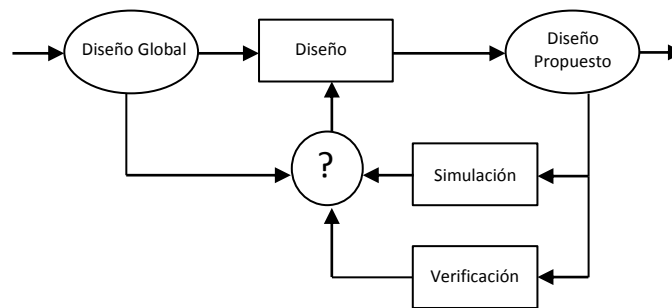 Diseño Global
Diseño
Diseño
Propuesto
?
Simulación
Verificación